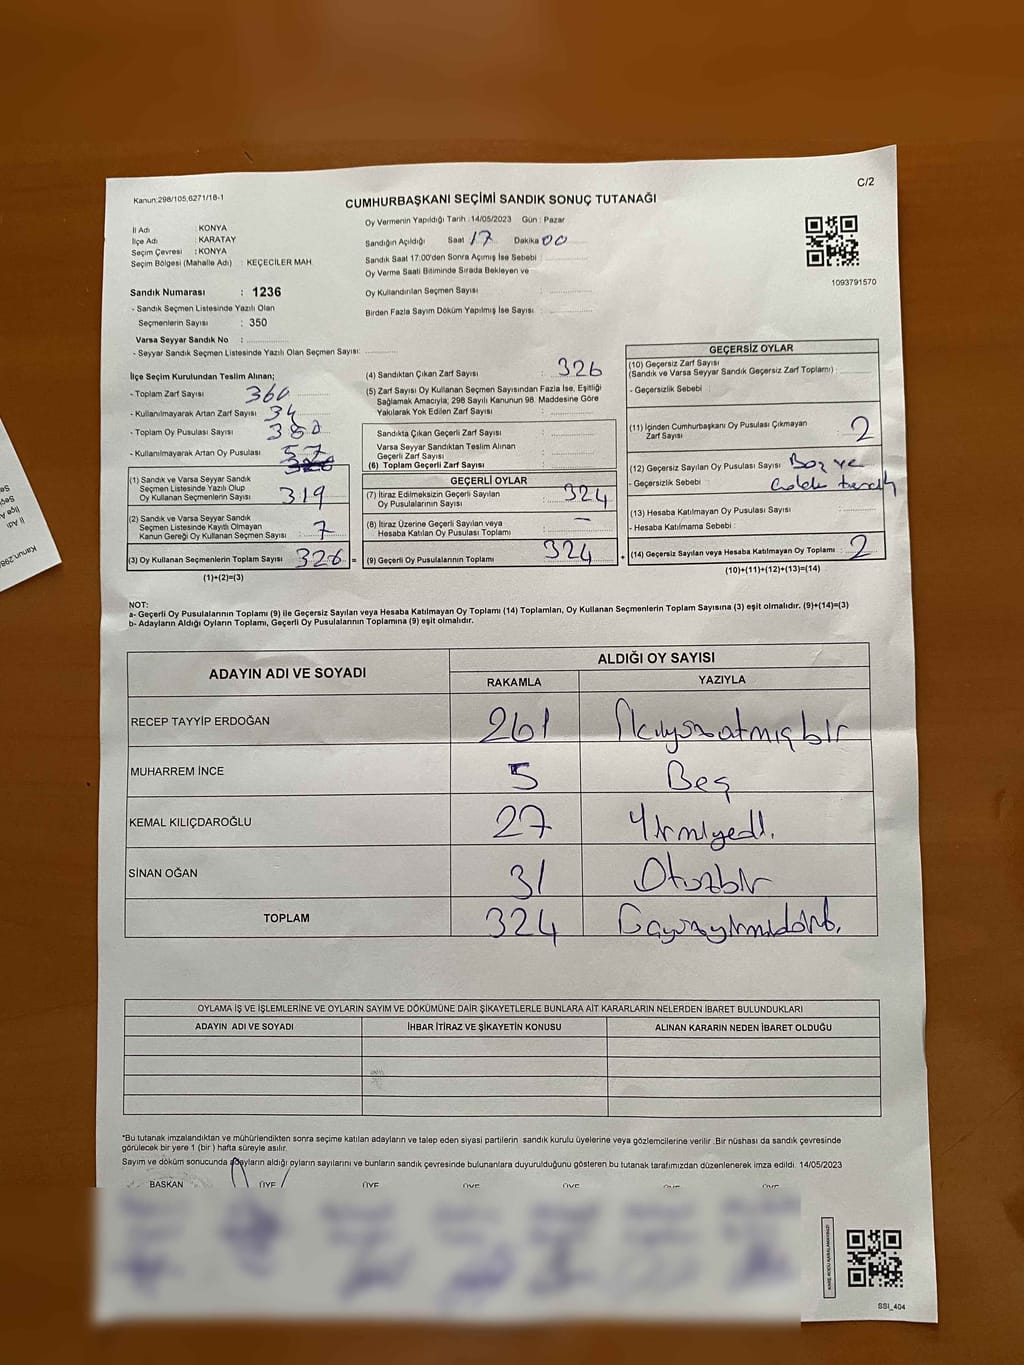 C/2
Kanun:298/105,6271/18-1
CUMHURBAŞKANI SEÇİMİ SANDIK SONUÇ TUTANAĞI
İl Adı : KONYA
İlçe Adı : KARATAY
Seçim Çevresi : KONYA
Seçim Bölgesi (Mahalle Adı) : KEÇECİLER MAH
Sandık Numarası : 1236
- Sandık Seçmen Listesinde Yazılı Olan
Seçmenlerin Sayısı : 350
Varsa Seyyar Sandık No :
- Seyyar Sandık Seçmen Listesinde Yazılı Olan Seçmen Sayısı:
Oy Vermenin Yapıldığı Tarih : 14/05/2023 Gün : Pazar
Sandığın Açıldığı Saat 17 Dakika 00
Sandık Saat 17:00'den Sonra Açılmış İse Sebebi :
Oy Verme Saati Bitiminde Sırada Bekleyen ve
Oy Kullandırılan Seçmen Sayısı :
Birden Fazla Sayım Döküm Yapılmış İse Sayısı :
1093791570
İlçe Seçim Kurulundan Teslim Alınan;
- Toplam Zarf Sayısı : 360
- Kullanılmayarak Artan Zarf Sayısı : 34
- Toplam Oy Pusulası Sayısı : 380
- Kullanılmayarak Artan Oy Pusulası : 57
(1) Sandık ve Varsa Seyyar Sandık
Seçmen Listesinde Yazılı Olup
Oy Kullanan Seçmenlerin Sayısı : 319
(2) Sandık ve Varsa Seyyar Sandık
Seçmen Listesinde Kayıtlı Olmayan
Kanun Gereği Oy Kullanan Seçmen Sayısı : 7
(3) Oy Kullanan Seçmenlerin Toplam Sayısı 326 =
(1)+(2)=(3)
(4) Sandıktan Çıkan Zarf Sayısı : 326
(5) Zarf Sayısı Oy Kullanan Seçmen Sayısından Fazla İse, Eşitliği
Sağlamak Amacıyla; 298 Sayılı Kanunun 98. Maddesine Göre
Yakılarak Yok Edilen Zarf Sayısı :
Sandıkta Çıkan Geçerli Zarf Sayısı :
Varsa Seyyar Sandıktan Teslim Alınan
Geçerli Zarf Sayısı :
(6) Toplam Geçerli Zarf Sayısı :
GEÇERLİ OYLAR
(7) İtiraz Edilmeksizin Geçerli Sayılan
Oy Pusulalarının Sayısı : 324
(8) İtiraz Üzerine Geçerli Sayılan veya
Hesaba Katılan Oy Pusulası Toplamı : —
(9) Geçerli Oy Pusulalarının Toplamı 324 +
GEÇERSİZ OYLAR
(10) Geçersiz Zarf Sayısı
(Sandık ve Varsa Seyyar Sandık Geçersiz Zarf Toplamı) :
- Geçersizlik Sebebi :
(11) İçinden Cumhurbaşkanı Oy Pusulası Çıkmayan
Zarf Sayısı : 2
(12) Geçersiz Sayılan Oy Pusulası Sayısı :
- Geçersizlik Sebebi :
(13) Hesaba Katılmayan Oy Pusulası Sayısı :
- Hesaba Katılmama Sebebi :
(14) Geçersiz Sayılan veya Hesaba Katılmayan Oy Toplamı : 2
(10)+(11)+(12)+(13)=(14)
NOT:
a- Geçerli Oy Pusulalarının Toplamı (9) ile Geçersiz Sayılan veya Hesaba Katılmayan Oy Toplamı (14) Toplamları, Oy Kullanan Seçmenlerin Toplam Sayısına (3) eşit olmalıdır. (9)+(14)=(3)
b- Adayların Aldığı Oyların Toplamı, Geçerli Oy Pusulalarının Toplamına (9) eşit olmalıdır.
ADAYIN ADI VE SOYADI ALDIĞI OY SAYISI
RAKAMLA YAZIYLA
RECEP TAYYİP ERDOĞAN 261 İkiyüzatmışbir
MUHARREM İNCE 5 Beş
KEMAL KILIÇDAROĞLU 27 Yirmiyedi.
SİNAN OĞAN 31 Otuzbir
TOPLAM 324
OYLAMA İŞ VE İŞLEMLERİNE VE OYLARIN SAYIM VE DÖKÜMÜNE DAİR ŞİKAYETLERLE BUNLARA AİT KARARLARIN NELERDEN İBARET BULUNDUKLARI
ADAYIN ADI VE SOYADI İHBAR İTİRAZ VE ŞİKAYETİN KONUSU ALINAN KARARIN NEDEN İBARET OLDUĞU
*Bu tutanak imzalandıktan ve mühürlendikten sonra seçime katılan adayların ve talep eden siyasi partilerin sandık kurulu üyelerine veya gözlemcilerine verilir. Bir nüshası da sandık çevresinde
görülecek bir yere 1 (bir) hafta süreyle asılır.
Sayım ve döküm sonucunda adayların aldığı oyların sayılarını ve bunların sandık çevresinde bulunanlara duyurulduğunu gösteren bu tutanak tarafımızdan düzenlenerek imza edildi. 14/05/2023
BAŞKAN ÜYE ÜYE ÜYE ÜYE ÜYE ÜYE
SSI_404